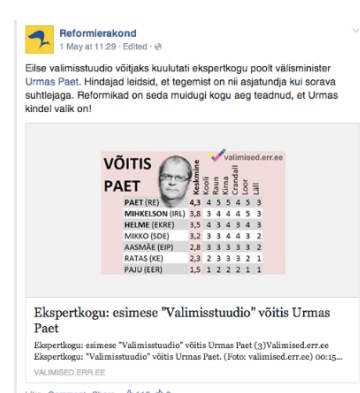 Reformierakond
1 May at 11:29 · Edited ·
Eilse valimisstuudio võitjaks kuulutati ekspertkogu poolt välisminister
Urmas Paet. Hindajad leidsid, et tegemist on nii asjatundja kui sorava
suhtlejaga. Reformikad on seda muidugi kogu aeg teadnud, et Urmas
kindel valik on!
valimised.err.ee
VÕITIS
PAET
Keskmine
Kooli
Raun
Kirna
Crandall
Loor
Läll
PAET (RE) 4,3 4 5 5 4 5 3
MIHKELSON (IRL) 3,8 3 4 4 4 5 3
HELME (EKRE) 3,5 4 3 4 3 4 3
MIKKO (SDE) 3,2 3 3 4 4 3 2
AASMÄE (EIP) 2,8 3 3 3 3 3 2
RATAS (KE) 2,3 2 3 3 3 2 1
PAJU (EER) 1,5 1 2 2 2 1 1
Ekspertkogu: esimese "Valimisstuudio" võitis Urmas
Paet
Ekspertkogu: esimese "Valimisstuudio" võitis Urmas Paet (3)Valimised.err.ee
Ekspertkogu: "Valimisstuudio" võitis Urmas Paet. (Foto: valimised.err.ee) 00:15...
VALIMISED.ERR.EE